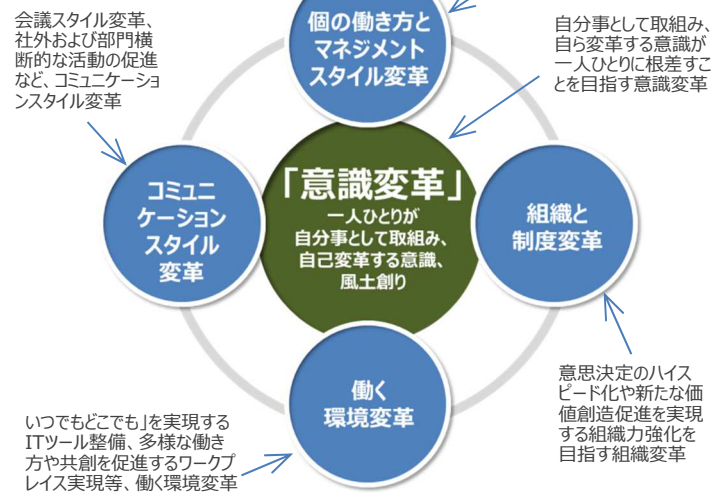 会議スタイル変革、
社外および部門横
断的な活動の促進
など、コミュニケーショ
ンスタイル変革
個の働き方と
マネジメント
スタイル変革
自分事として取組み、
自ら変革する意識が
一人ひとりに根差すこ
とを目指す意識変革
コミュニ
ケーション
スタイル
変革
「意識変革」
一人ひとりが
自分事として取組み、
自己変革する意識、
風土創り
組織と
制度変革
働く
環境変革
いつでもどこでも」を実現する
ITツール整備、多様な働き
方や共創を促進するワークプ
レイス実現等、働く環境変革
意思決定のハイス
ピード化や新たな価
値創造促進を実現
する組織力強化を
目指す組織変革